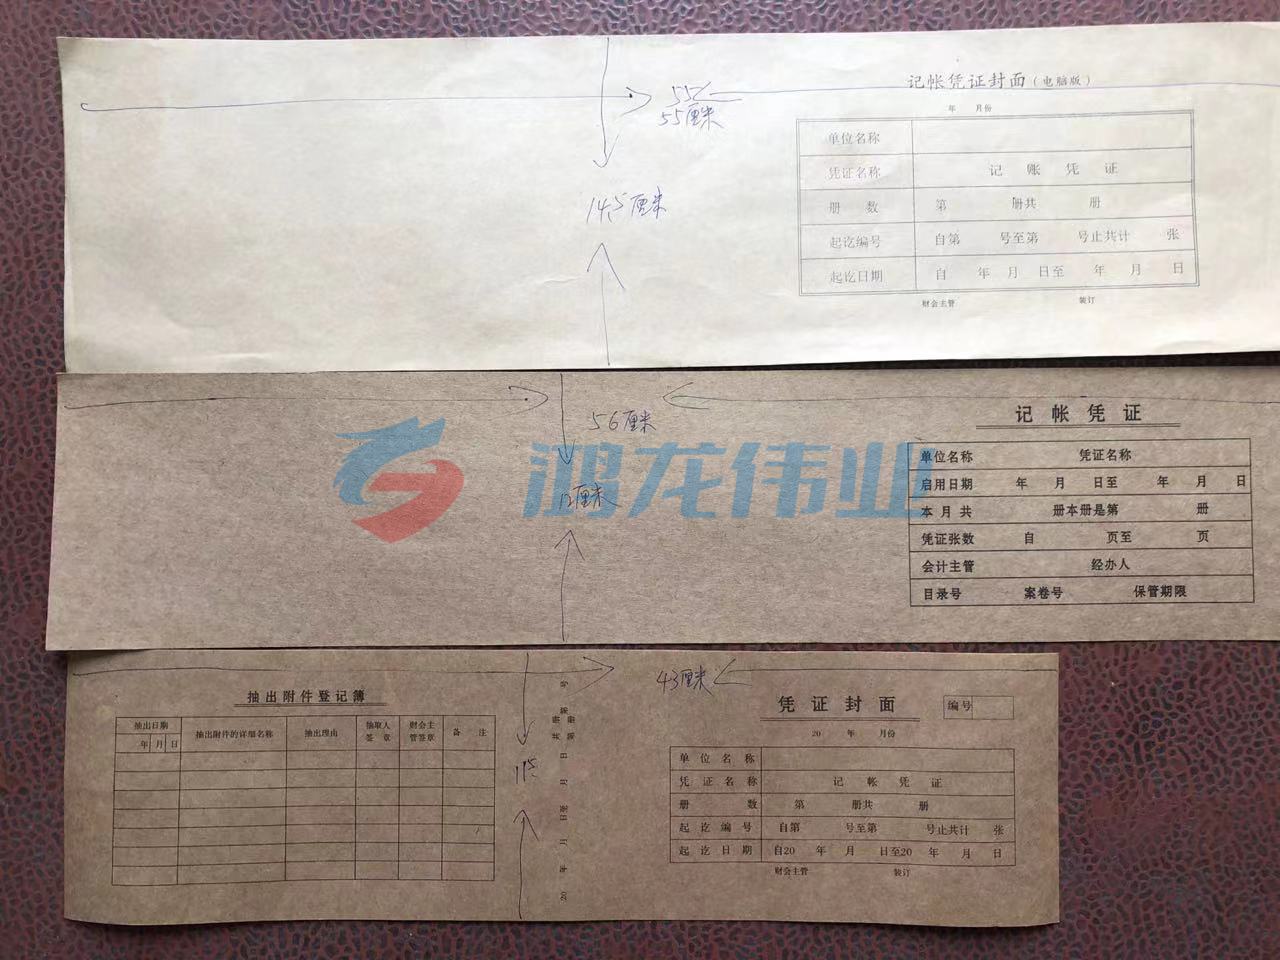 记帐凭证封面(电脑版)
年 月份
单位名称
凭证名称 记 账 凭 证
册 数 第 册共 册
起讫编号 自第 号至第 号止共计 张
起讫日期 自 年 月 日至 年 月 日
财会主管 装订
55
55厘米
14.5厘米
记 帐 凭 证
单位名称 凭证名称
启用日期 年 月 日至 年 月 日
本 月 共 册本册是第 册
凭证张数 自 页至 页
会计主管 经办人
目录号 案卷号 保管期限
56厘米
12厘米
鸿龙伟业
抽出附件登记簿
抽出日期 抽出附件的详细名称 抽出理由 抽取人签 章 财会主管签章 备 注
年 月 日
43厘米
20 年 月 日至 月 日
凭 证 封 面
编号
20 年 月份
单 位 名 称
凭 证 名 称 记 帐 凭 证
册 数 第 册共 册
起 讫 编 号 自第 号至第 号止共计 张
起 讫 日 期 自20 年 月 日至20 年 月 日
财会主管 装订